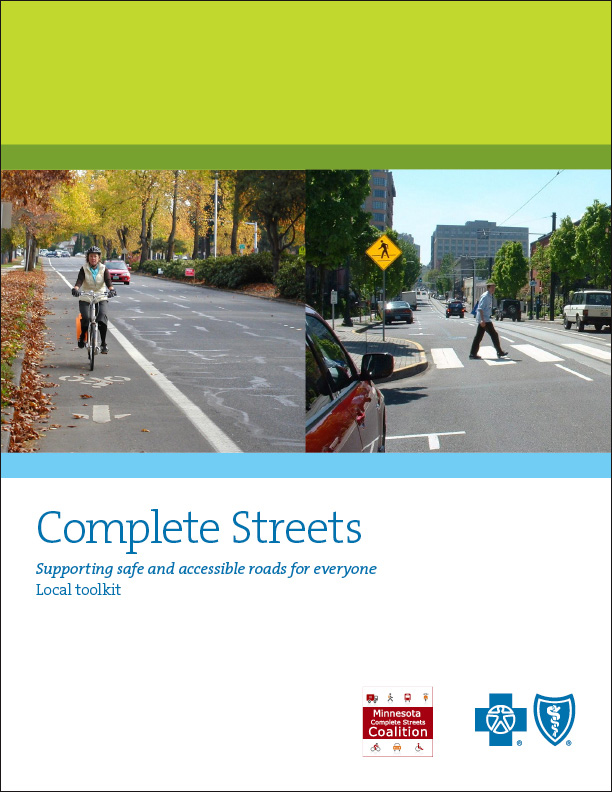 Complete Streets
Supporting safe and accessible roads for everyone
Local toolkit
Minnesota
Complete Streets
Coalition
®
®